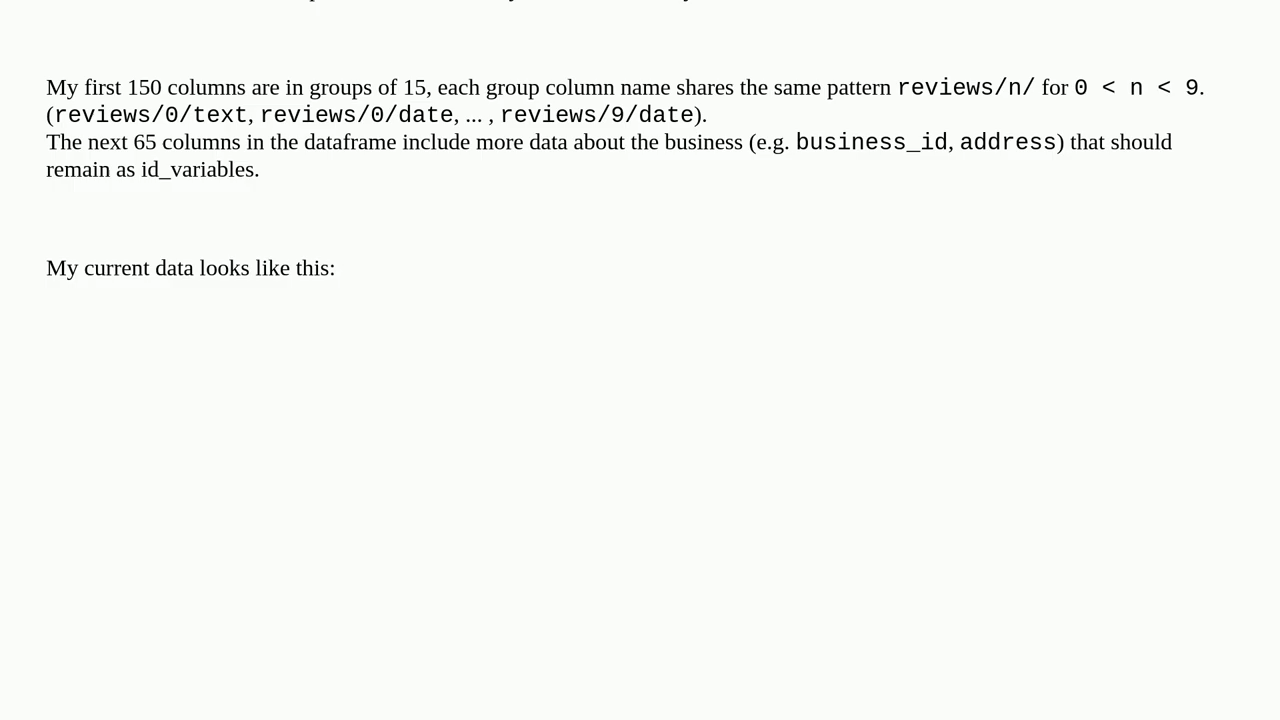 My first 150 columns are in groups of 15, each group column name shares the same pattern reviews/n/ for 0 < n < 9.
(reviews/0/text, reviews/0/date, ... , reviews/9/date).
The next 65 columns in the dataframe include more data about the business (e.g. business_id, address) that should
remain as id_variables.
My current data looks like this: